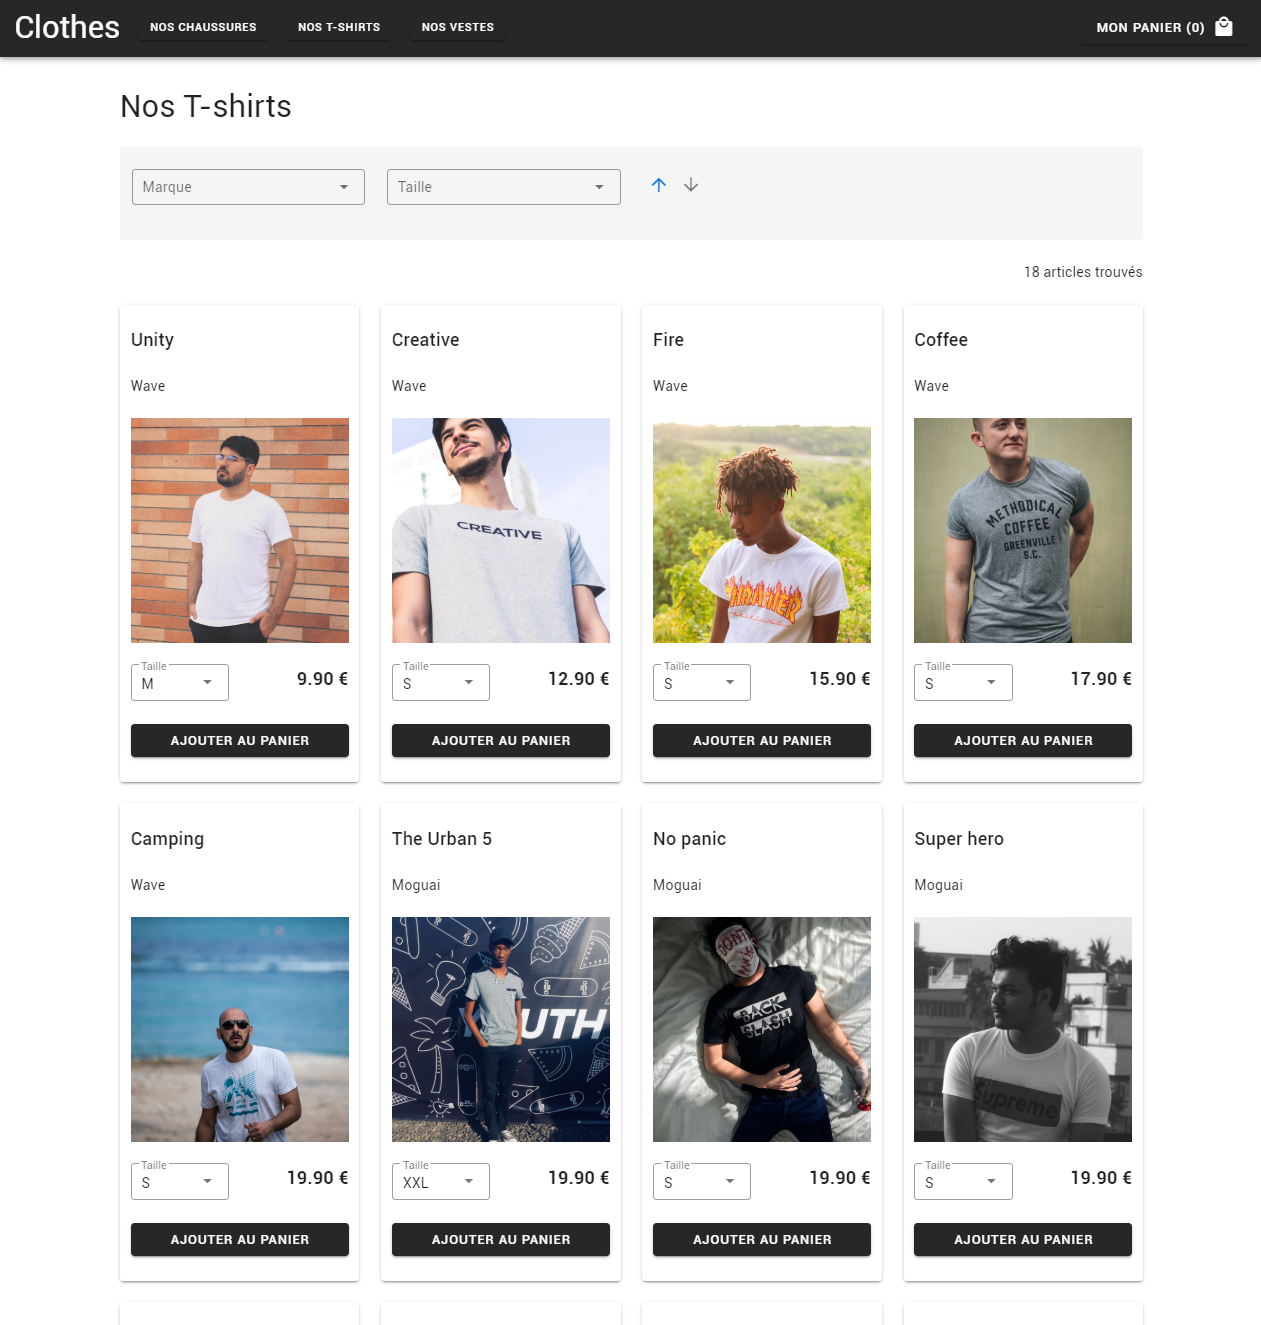 Clothes
NOS CHAUSSURES
NOS T-SHIRTS
NOS VESTES
MON PANIER (0)
Nos T-shirts
Marque
Taille
18 articles trouvés
Unity
Wave
Taille
M
9.90 €
AJOUTER AU PANIER
Creative
Wave
CREATIVE
Taille
S
12.90 €
AJOUTER AU PANIER
Fire
Wave
Taille
S
15.90 €
AJOUTER AU PANIER
Coffee
Wave
METHODICAL
COFFEE
GREENVILLE
S.C.
Taille
S
17.90 €
AJOUTER AU PANIER
Camping
Wave
Taille
S
19.90 €
AJOUTER AU PANIER
The Urban 5
Moguai
UTH
Taille
XXL
19.90 €
AJOUTER AU PANIER
No panic
Moguai
BACK
SLASH
Taille
S
19.90 €
AJOUTER AU PANIER
Super hero
Moguai
Supreme
Taille
S
19.90 €
AJOUTER AU PANIER